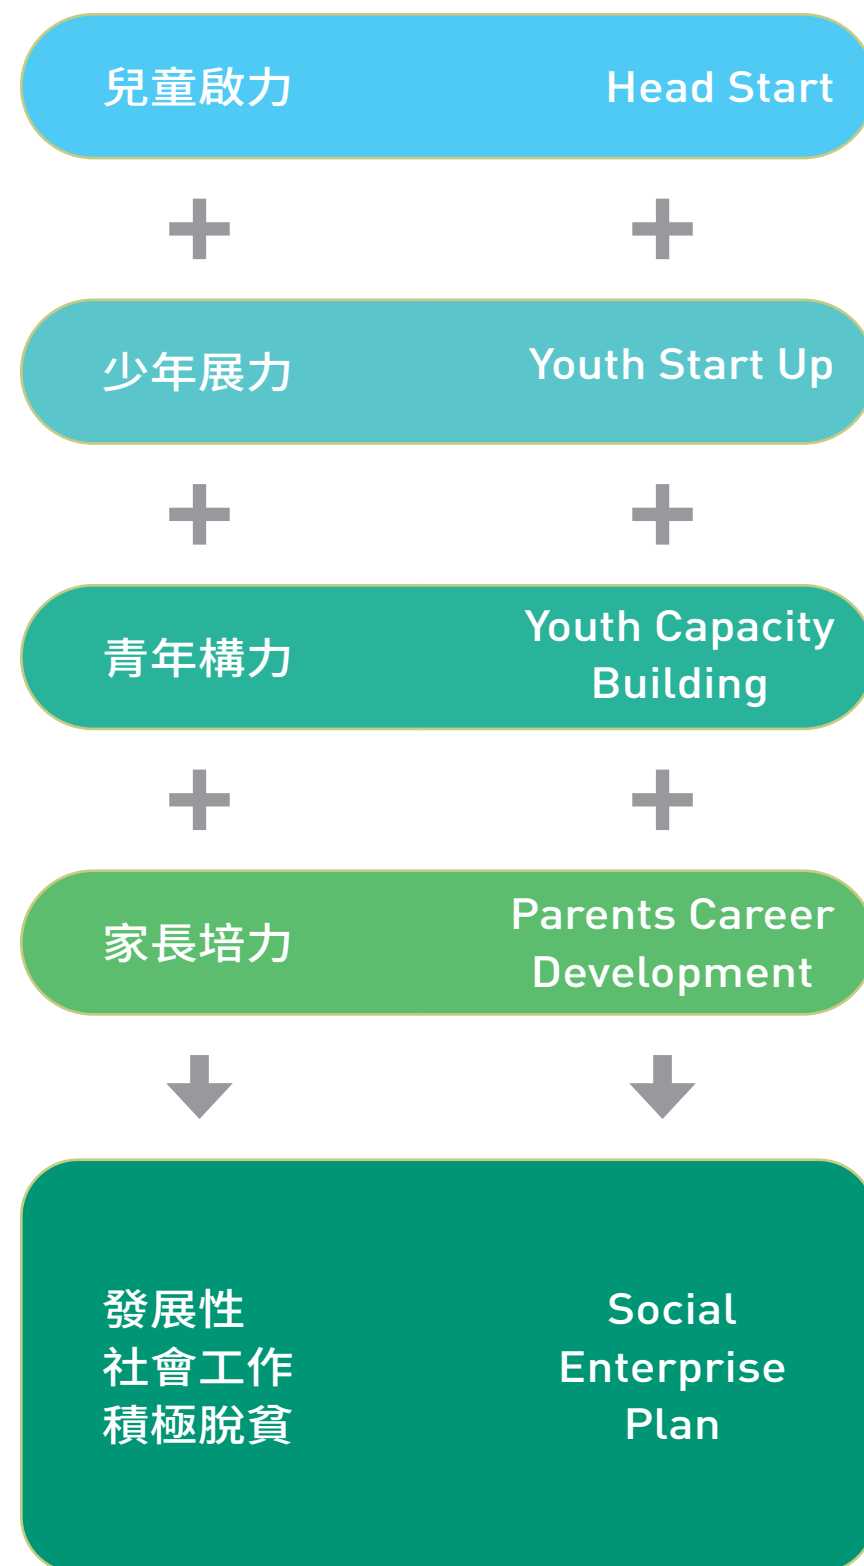 兒童啟力
Head Start
少年展力
Youth Start Up
青年構力
Youth Capacity
Building
家長培力
Parents Career
Development
發展性
社會工作
積極脫貧
Social
Enterprise
Plan